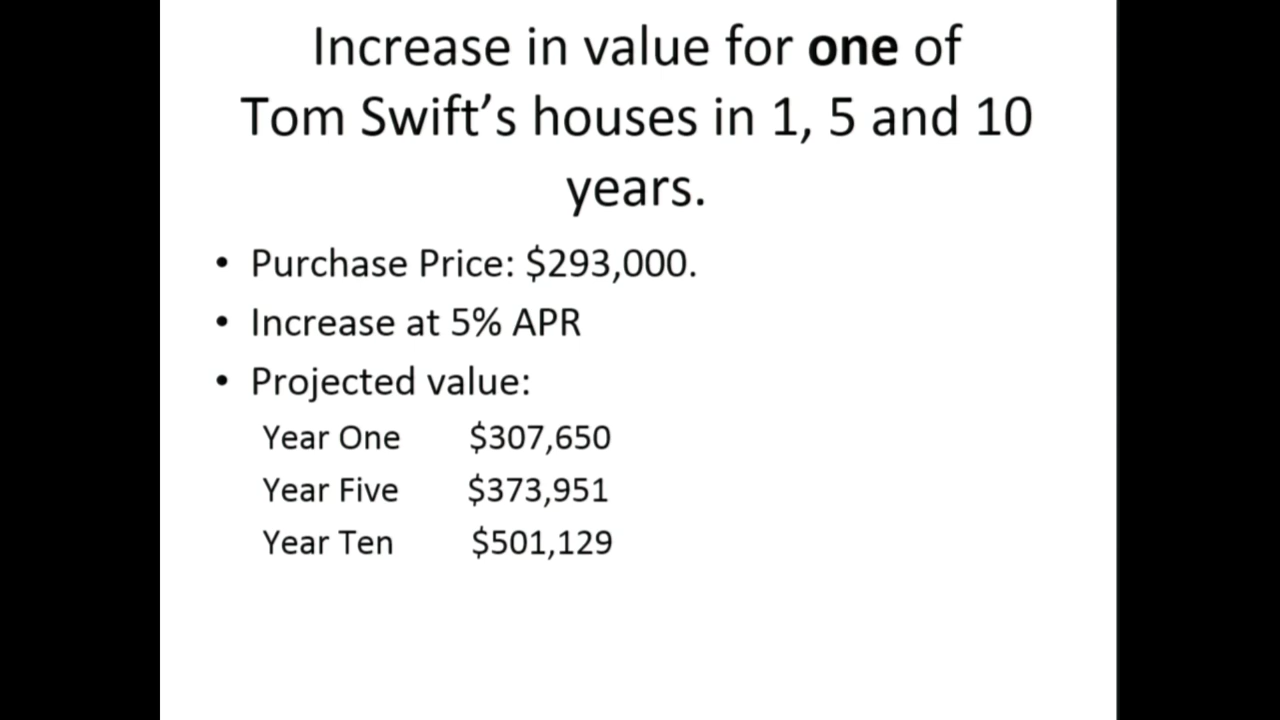 Increase in value for one of
Tom Swift’s houses in 1, 5 and 10
years.
• Purchase Price: $293,000.
• Increase at 5% APR
• Projected value:
Year One $307,650
Year Five $373,951
Year Ten $501,129